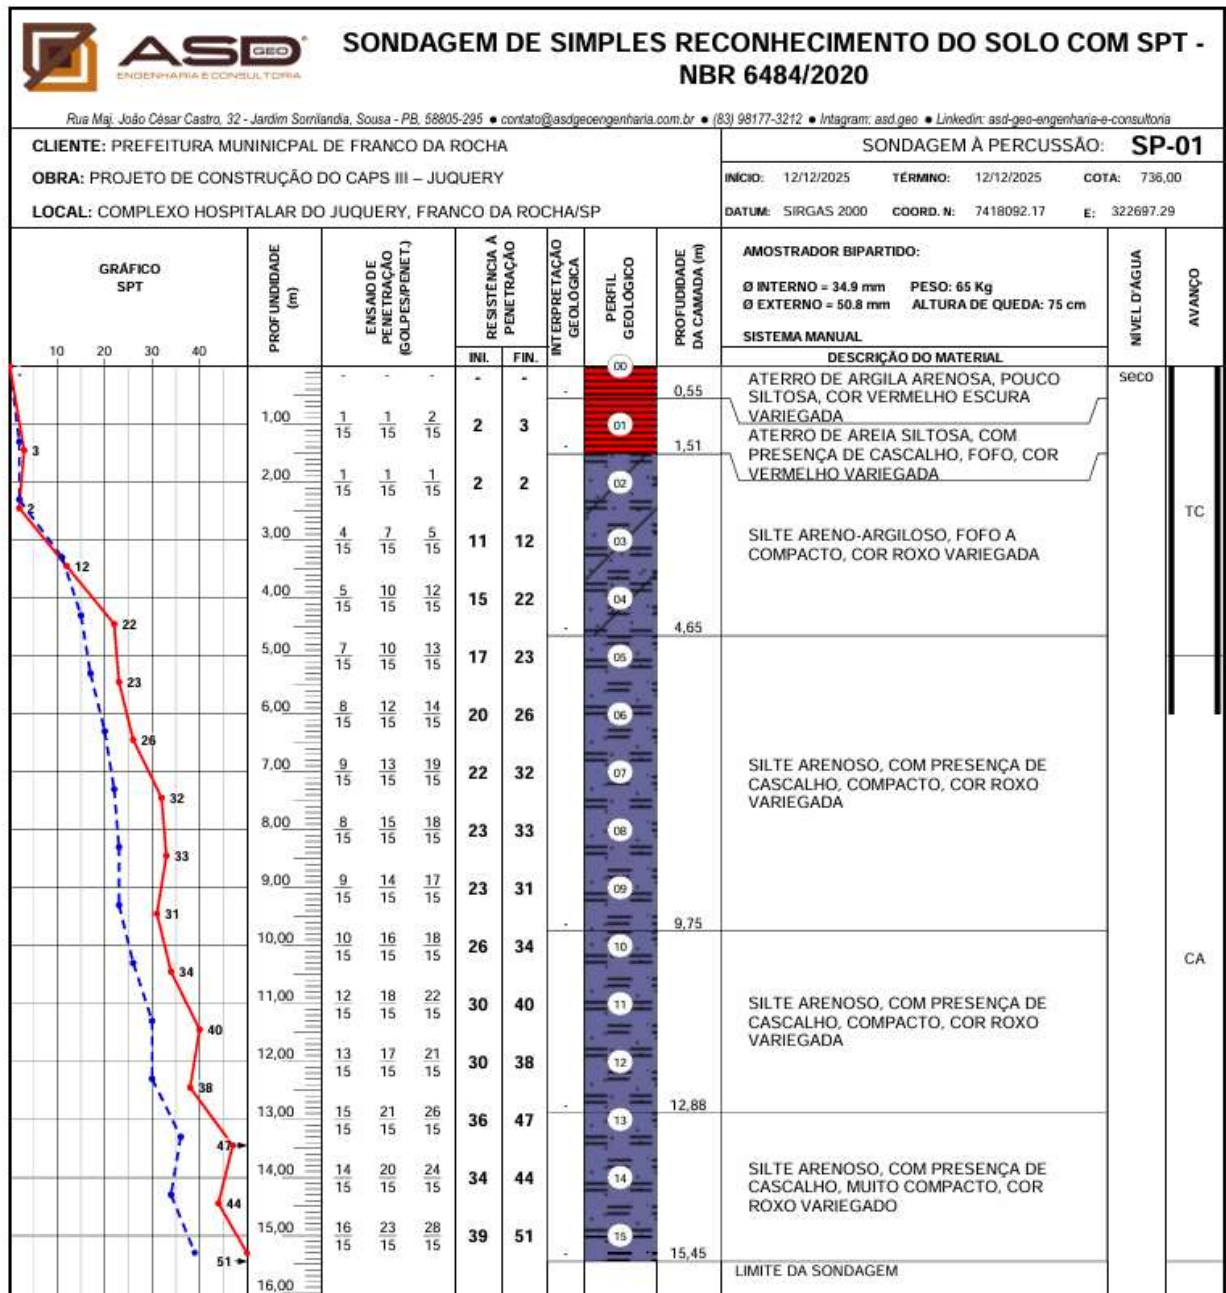 ASD GEO
ENGENHARIA E CONSULTORIA
SONDAGEM DE SIMPLES RECONHECIMENTO DO SOLO COM SPT -
NBR 6484/2020
Rua Maj. João César Castro, 32 - Jardim Sorrilandia, Sousa - PB, 58805-295 ● contato@asdgeoengenharia.com.br ● (83) 98177-3212 ● Intagram: asd.geo ● Linkedin: asd-geo-engenharia-e-consultoria
CLIENTE: PREFEITURA MUNINICPAL DE FRANCO DA ROCHA
OBRA: PROJETO DE CONSTRUÇÃO DO CAPS III – JUQUERY
LOCAL: COMPLEXO HOSPITALAR DO JUQUERY, FRANCO DA ROCHA/SP
SONDAGEM À PERCUSSÃO: SP-01
INÍCIO: 12/12/2025 TÉRMINO: 12/12/2025 COTA: 736,00
DATUM: SIRGAS 2000 COORD. N: 7418092.17 E: 322697.29
GRÁFICO
SPT
10 20 30 40
PROFUNDIDADE
(m)
ENSAIO DE
PENETRAÇÃO
(GOLPES/PENET.)
RESISTÊNCIA À
PENETRAÇÃO
INI. FIN.
INTERPRETAÇÃO
GEOLÓGICA
PERFIL
GEOLÓGICO
PROFUDIDADE
DA CAMADA (m)
AMOSTRADOR BIPARTIDO:
Ø INTERNO = 34.9 mm PESO: 65 Kg
Ø EXTERNO = 50.8 mm ALTURA DE QUEDA: 75 cm
SISTEMA MANUAL
DESCRIÇÃO DO MATERIAL
NÍVEL D'ÁGUA
AVANÇO
- - - - - - 00
1,00 1/15 1/15 2/15 2 3 01
2,00 1/15 1/15 1/15 2 2 02
3,00 4/15 7/15 5/15 11 12 03
4,00 5/15 10/15 12/15 15 22 04
5,00 7/15 10/15 13/15 17 23 05
6,00 8/15 12/15 14/15 20 26 06
7,00 9/15 13/15 19/15 22 32 07
8,00 8/15 15/15 18/15 23 33 08
9,00 9/15 14/15 17/15 23 31 09
10,00 10/15 16/15 18/15 26 34 10
11,00 12/15 18/15 22/15 30 40 11
12,00 13/15 17/15 21/15 30 38 12
13,00 15/15 21/15 26/15 36 47 13
14,00 14/15 20/15 24/15 34 44 14
15,00 16/15 23/15 28/15 39 51 15
16,00
3
2
12
22
23
26
32
33
31
34
40
38
47
44
51
0,55
1,51
4,65
9,75
12,88
15,45
ATERRO DE ARGILA ARENOSA, POUCO
SILTOSA, COR VERMELHO ESCURA
VARIEGADA
ATERRO DE AREIA SILTOSA, COM
PRESENÇA DE CASCALHO, FOFO, COR
VERMELHO VARIEGADA
SILTE ARENO-ARGILOSO, FOFO A
COMPACTO, COR ROXO VARIEGADA
SILTE ARENOSO, COM PRESENÇA DE
CASCALHO, COMPACTO, COR ROXO
VARIEGADA
SILTE ARENOSO, COM PRESENÇA DE
CASCALHO, COMPACTO, COR ROXO
VARIEGADA
SILTE ARENOSO, COM PRESENÇA DE
CASCALHO, MUITO COMPACTO, COR
ROXO VARIEGADO
LIMITE DA SONDAGEM
seco
TC
CA